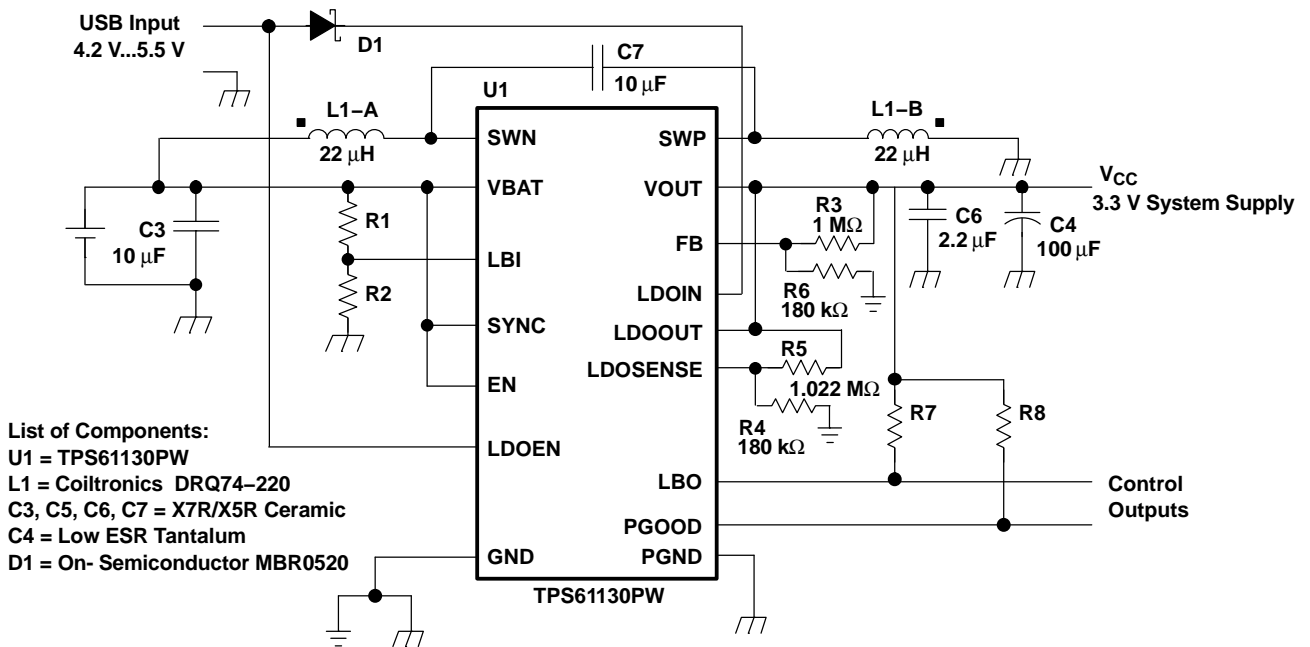 USB Input
4.2 V...5.5 V
D1
C7
10 µF
U1
L1–A
22 µH
L1–B
22 µH
SWN
SWP
VBAT
VOUT
VCC
3.3 V System Supply
C3
10 µF
R1
R2
LBI
FB
R3
1 MΩ
C6
2.2 µF
C4
100 µF
R6
180 kΩ
LDOIN
SYNC
LDOOUT
LDOSENSE
R5
1.022 MΩ
EN
R4
180 kΩ
R7
R8
LDOEN
LBO
PGOOD
Control
Outputs
GND
PGND
TPS61130PW
List of Components:
U1 = TPS61130PW
L1 = Coiltronics DRQ74–220
C3, C5, C6, C7 = X7R/X5R Ceramic
C4 = Low ESR Tantalum
D1 = On- Semiconductor MBR0520